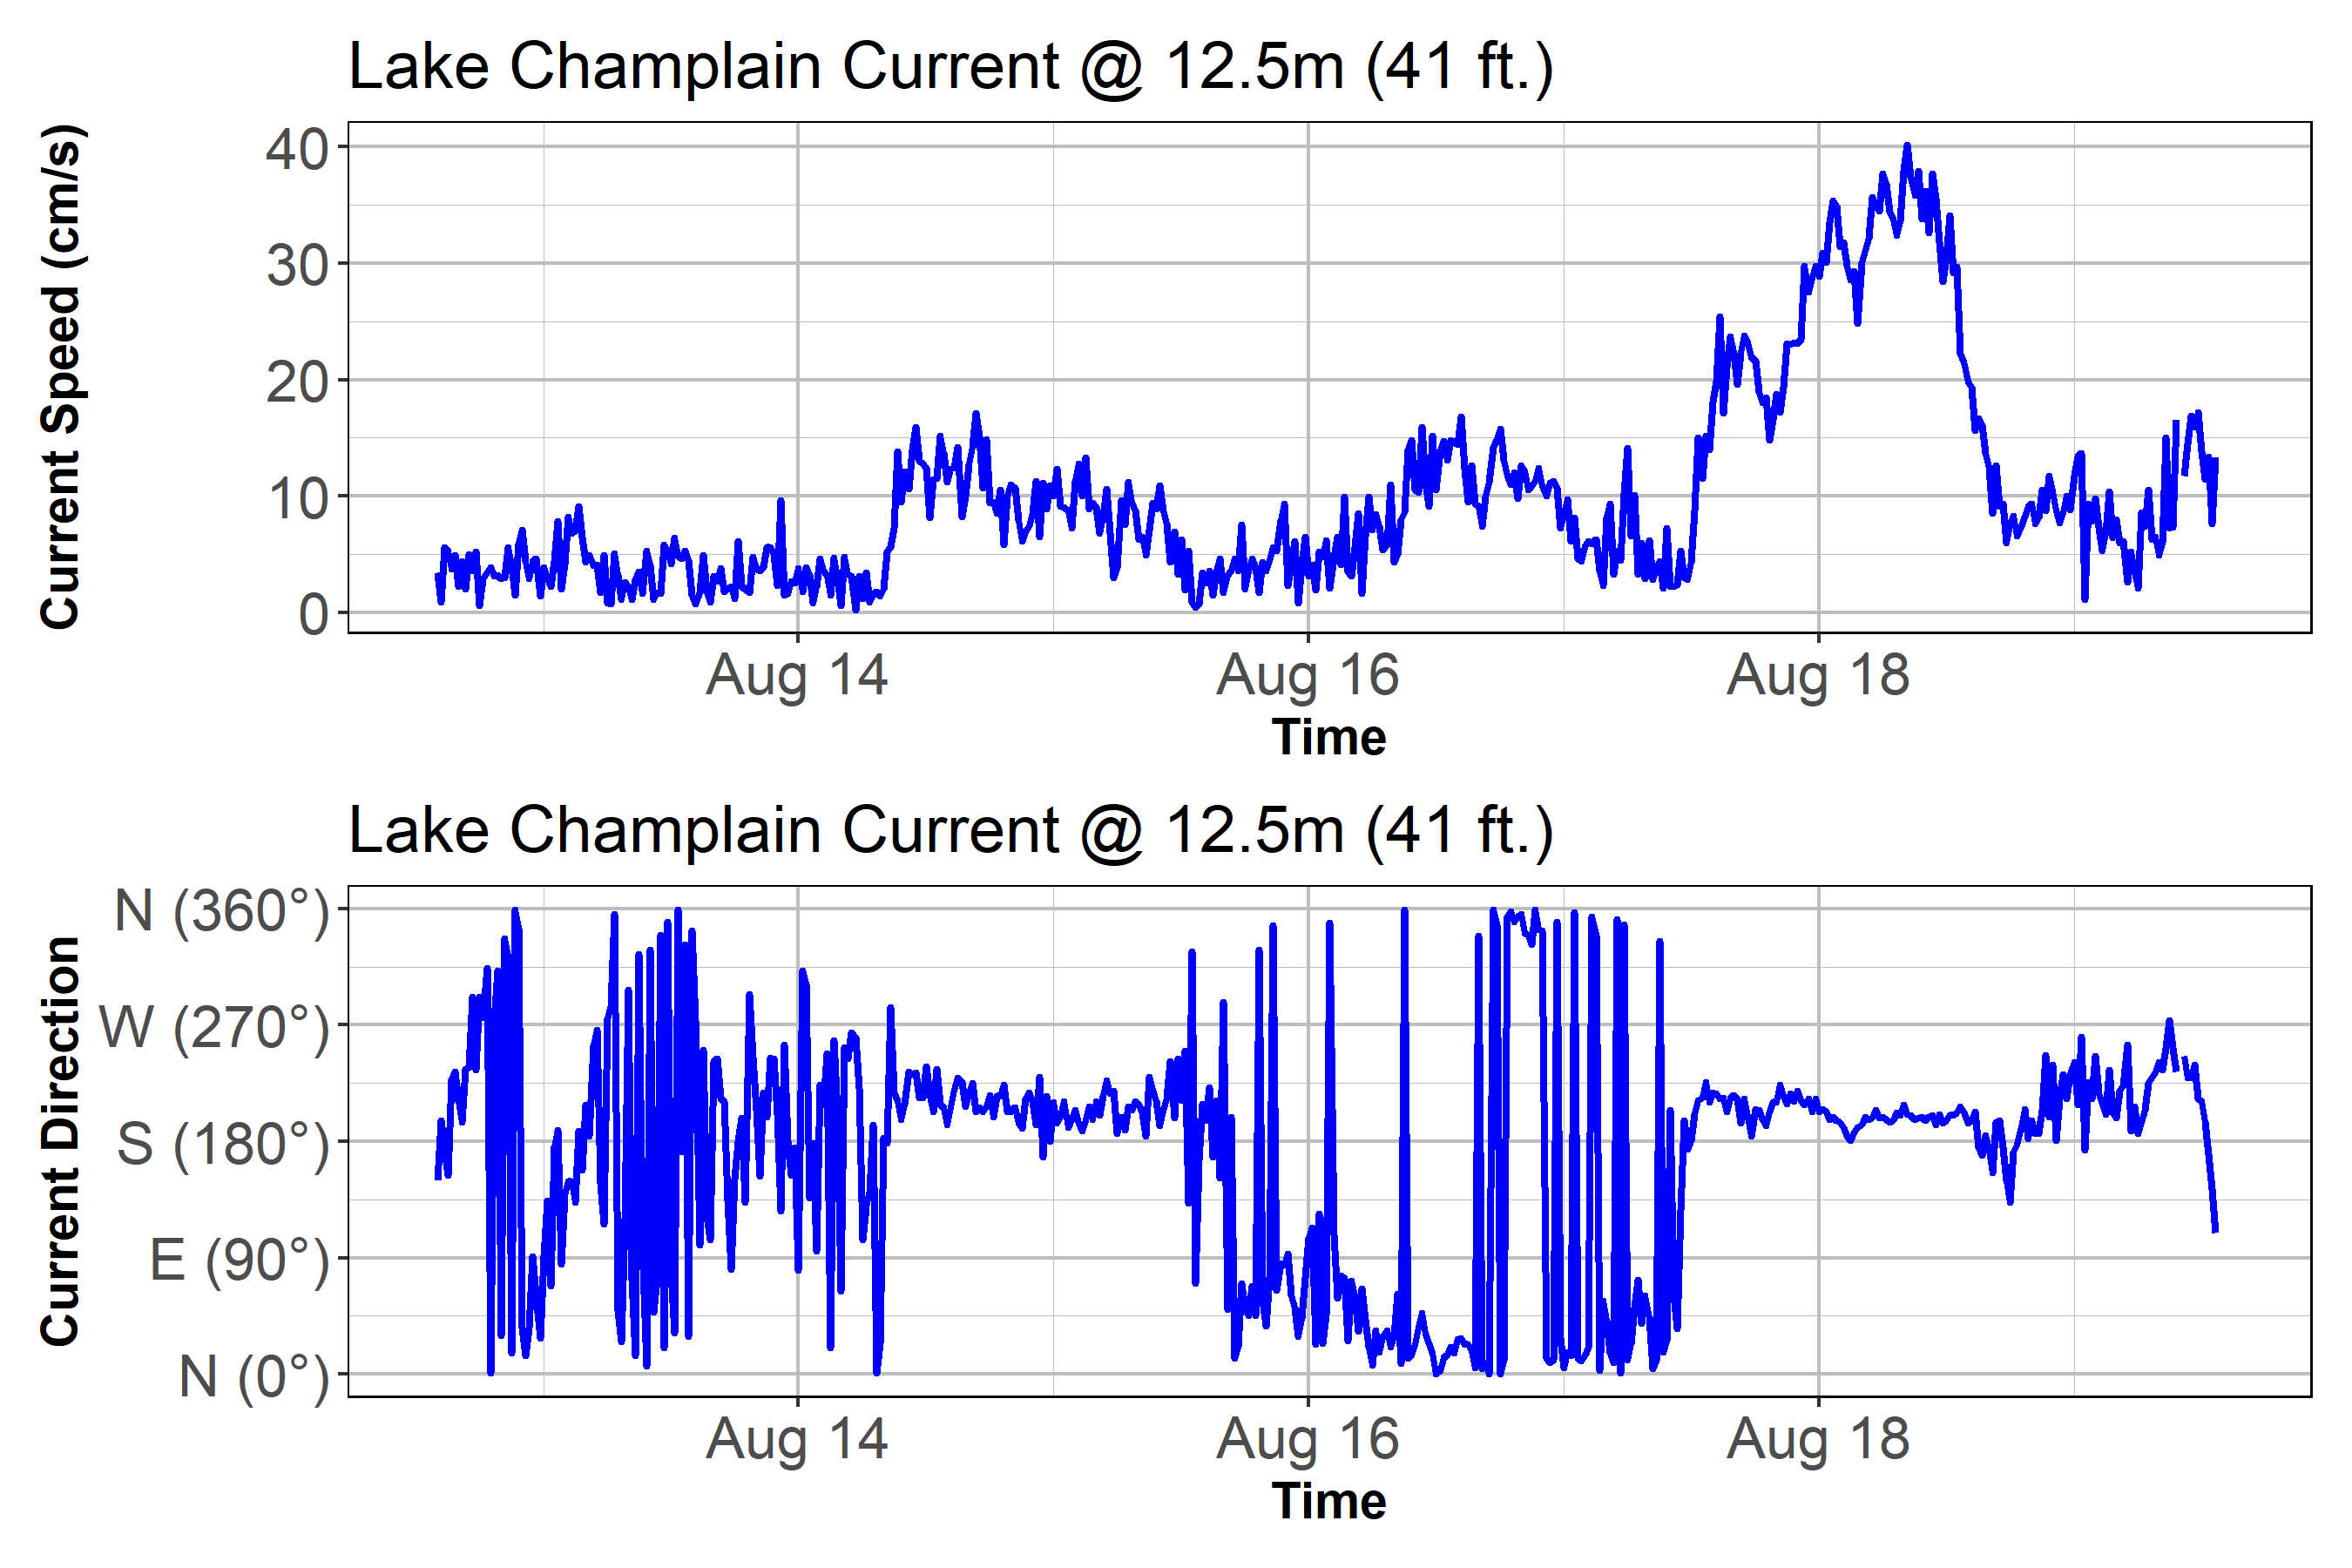 Lake Champlain Current @ 12.5m (41 ft.)
Current Speed (cm/s)
40
30
20
10
0
Aug 14 Aug 16 Aug 18
Time
Lake Champlain Current @ 12.5m (41 ft.)
Current Direction
N (360°)
W (270°)
S (180°)
E (90°)
N (0°)
Aug 14 Aug 16 Aug 18
Time